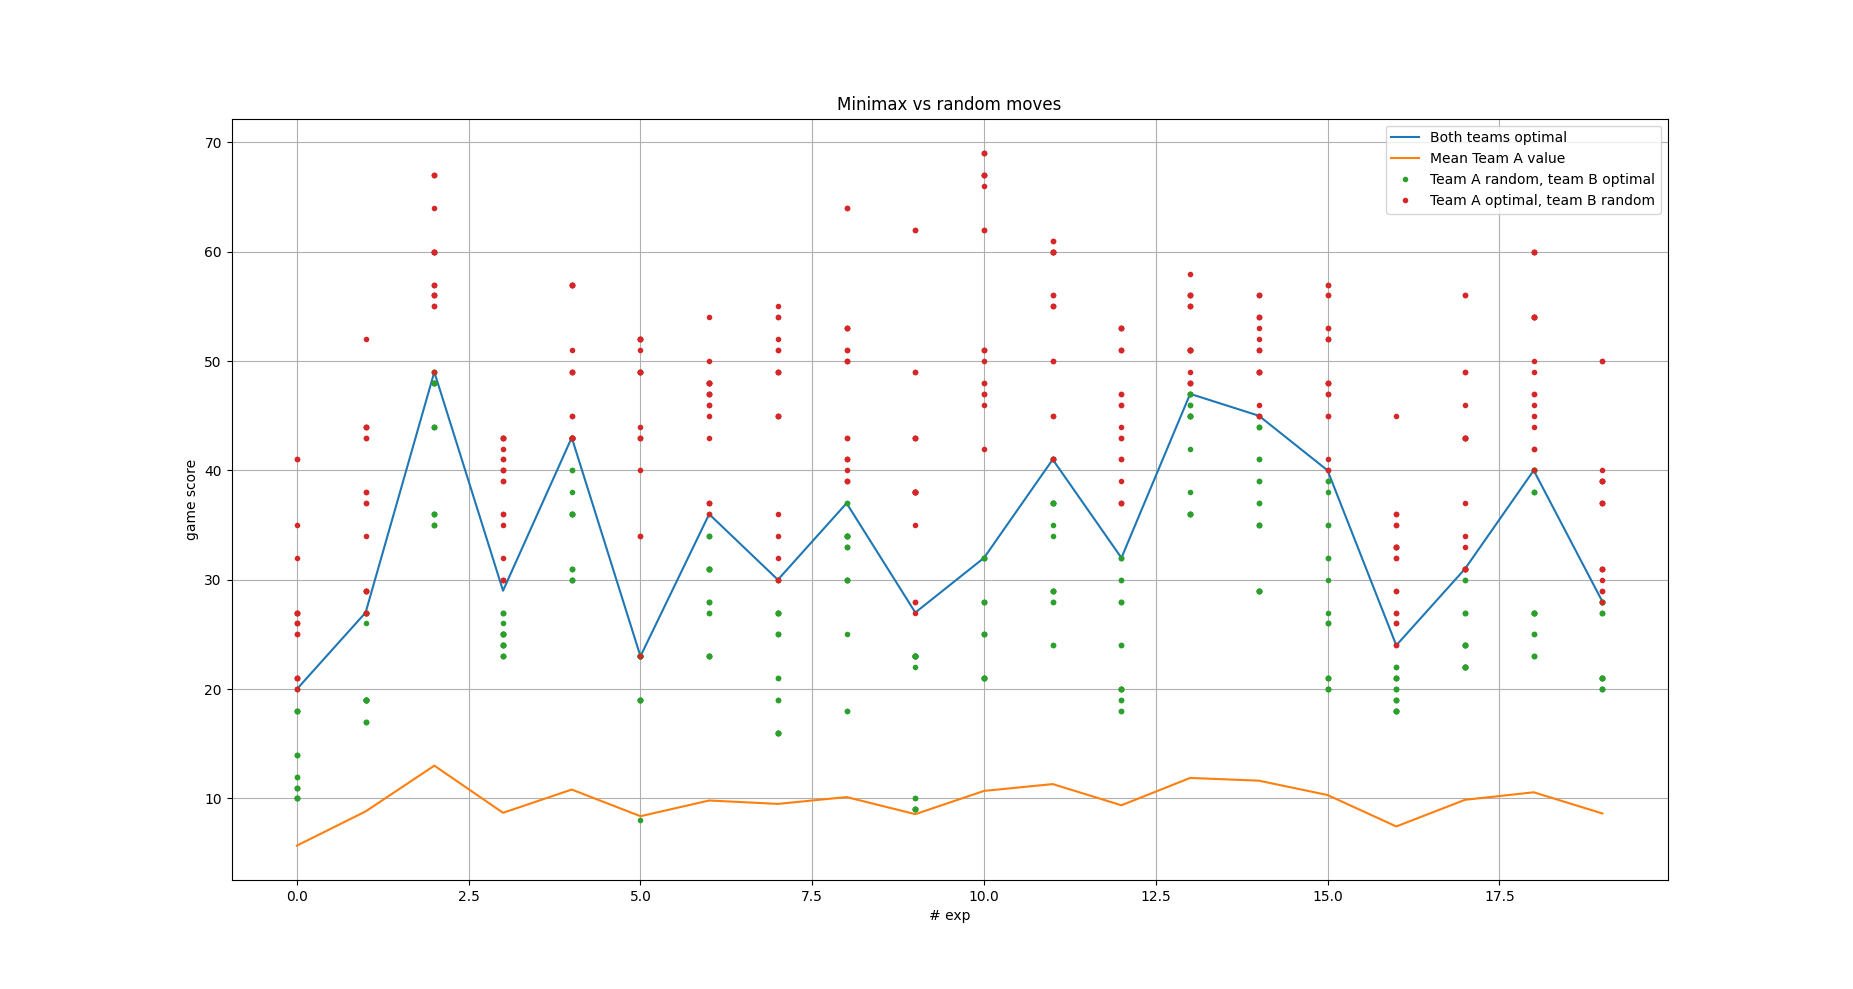 Minimax vs random moves
Both teams optimal
Mean Team A value
Team A random, team B optimal
Team A optimal, team B random
game score
70
60
50
40
30
20
10
0.0 2.5 5.0 7.5 10.0 12.5 15.0 17.5
# exp